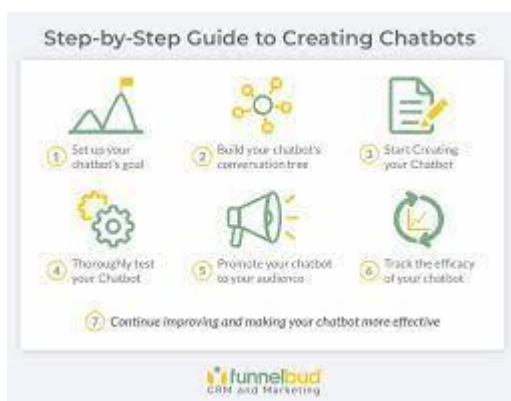 Step-by-Step Guide to Creating Chatbots
1 Set up your
chatbot's goal
2 Build your chatbot's
conversation tree
3 Start Creating
your Chatbot
4 Thoroughly test
your Chatbot
5 Promote your chatbot
to your audience
6 Track the efficacy
of your chatbot
7 Continue improving and making your chatbot more effective
funnelbud
CRM and Marketing